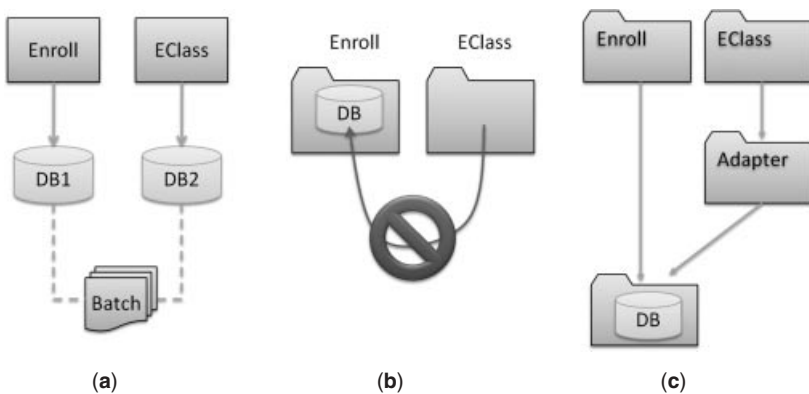 Enroll
EClass
DB1
DB2
Batch
(a)
Enroll
EClass
DB
(b)
Enroll
EClass
Adapter
DB
(c)